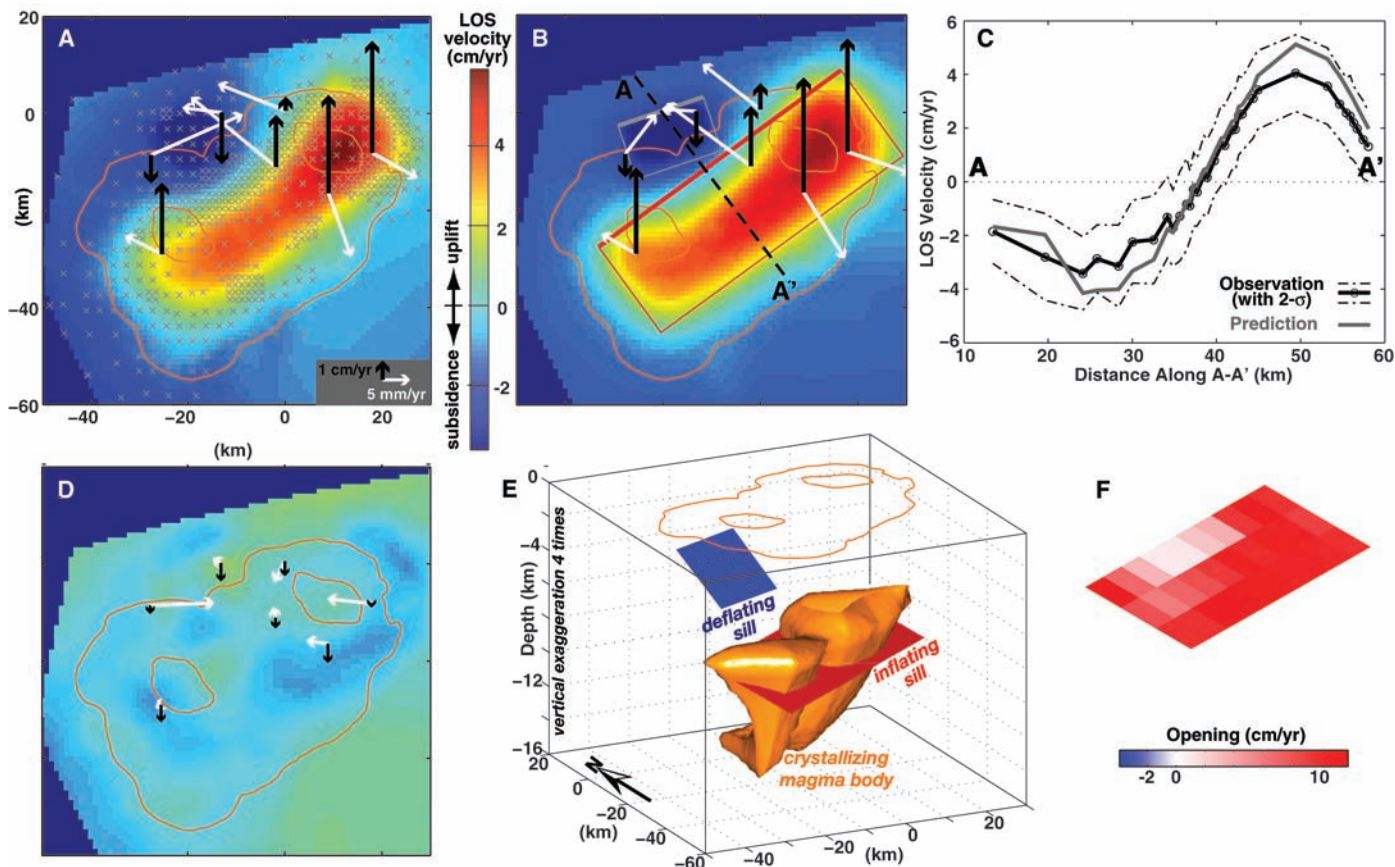 A
20
0
-20
-40
-60
(km)
-40
-20
0
20
(km)
1 cm/yr
5 mm/yr
LOS
velocity
(cm/yr)
4
2
0
-2
uplift
subsidence
B
A
A'
C
LOS Velocity (cm/yr)
6
4
2
0
-2
-4
-6
A
A'
Observation
(with 2-σ)
Prediction
10
20
30
40
50
60
Distance Along A-A' (km)
D
E
0
-4
-8
-12
-16
Depth (km)
vertical exaggeration 4 times
deflating
sill
inflating
sill
crystallizing
magma body
N
20
0
-20
-40
-60
(km)
-40
-20
0
20
(km)
F
Opening (cm/yr)
-2
0
10